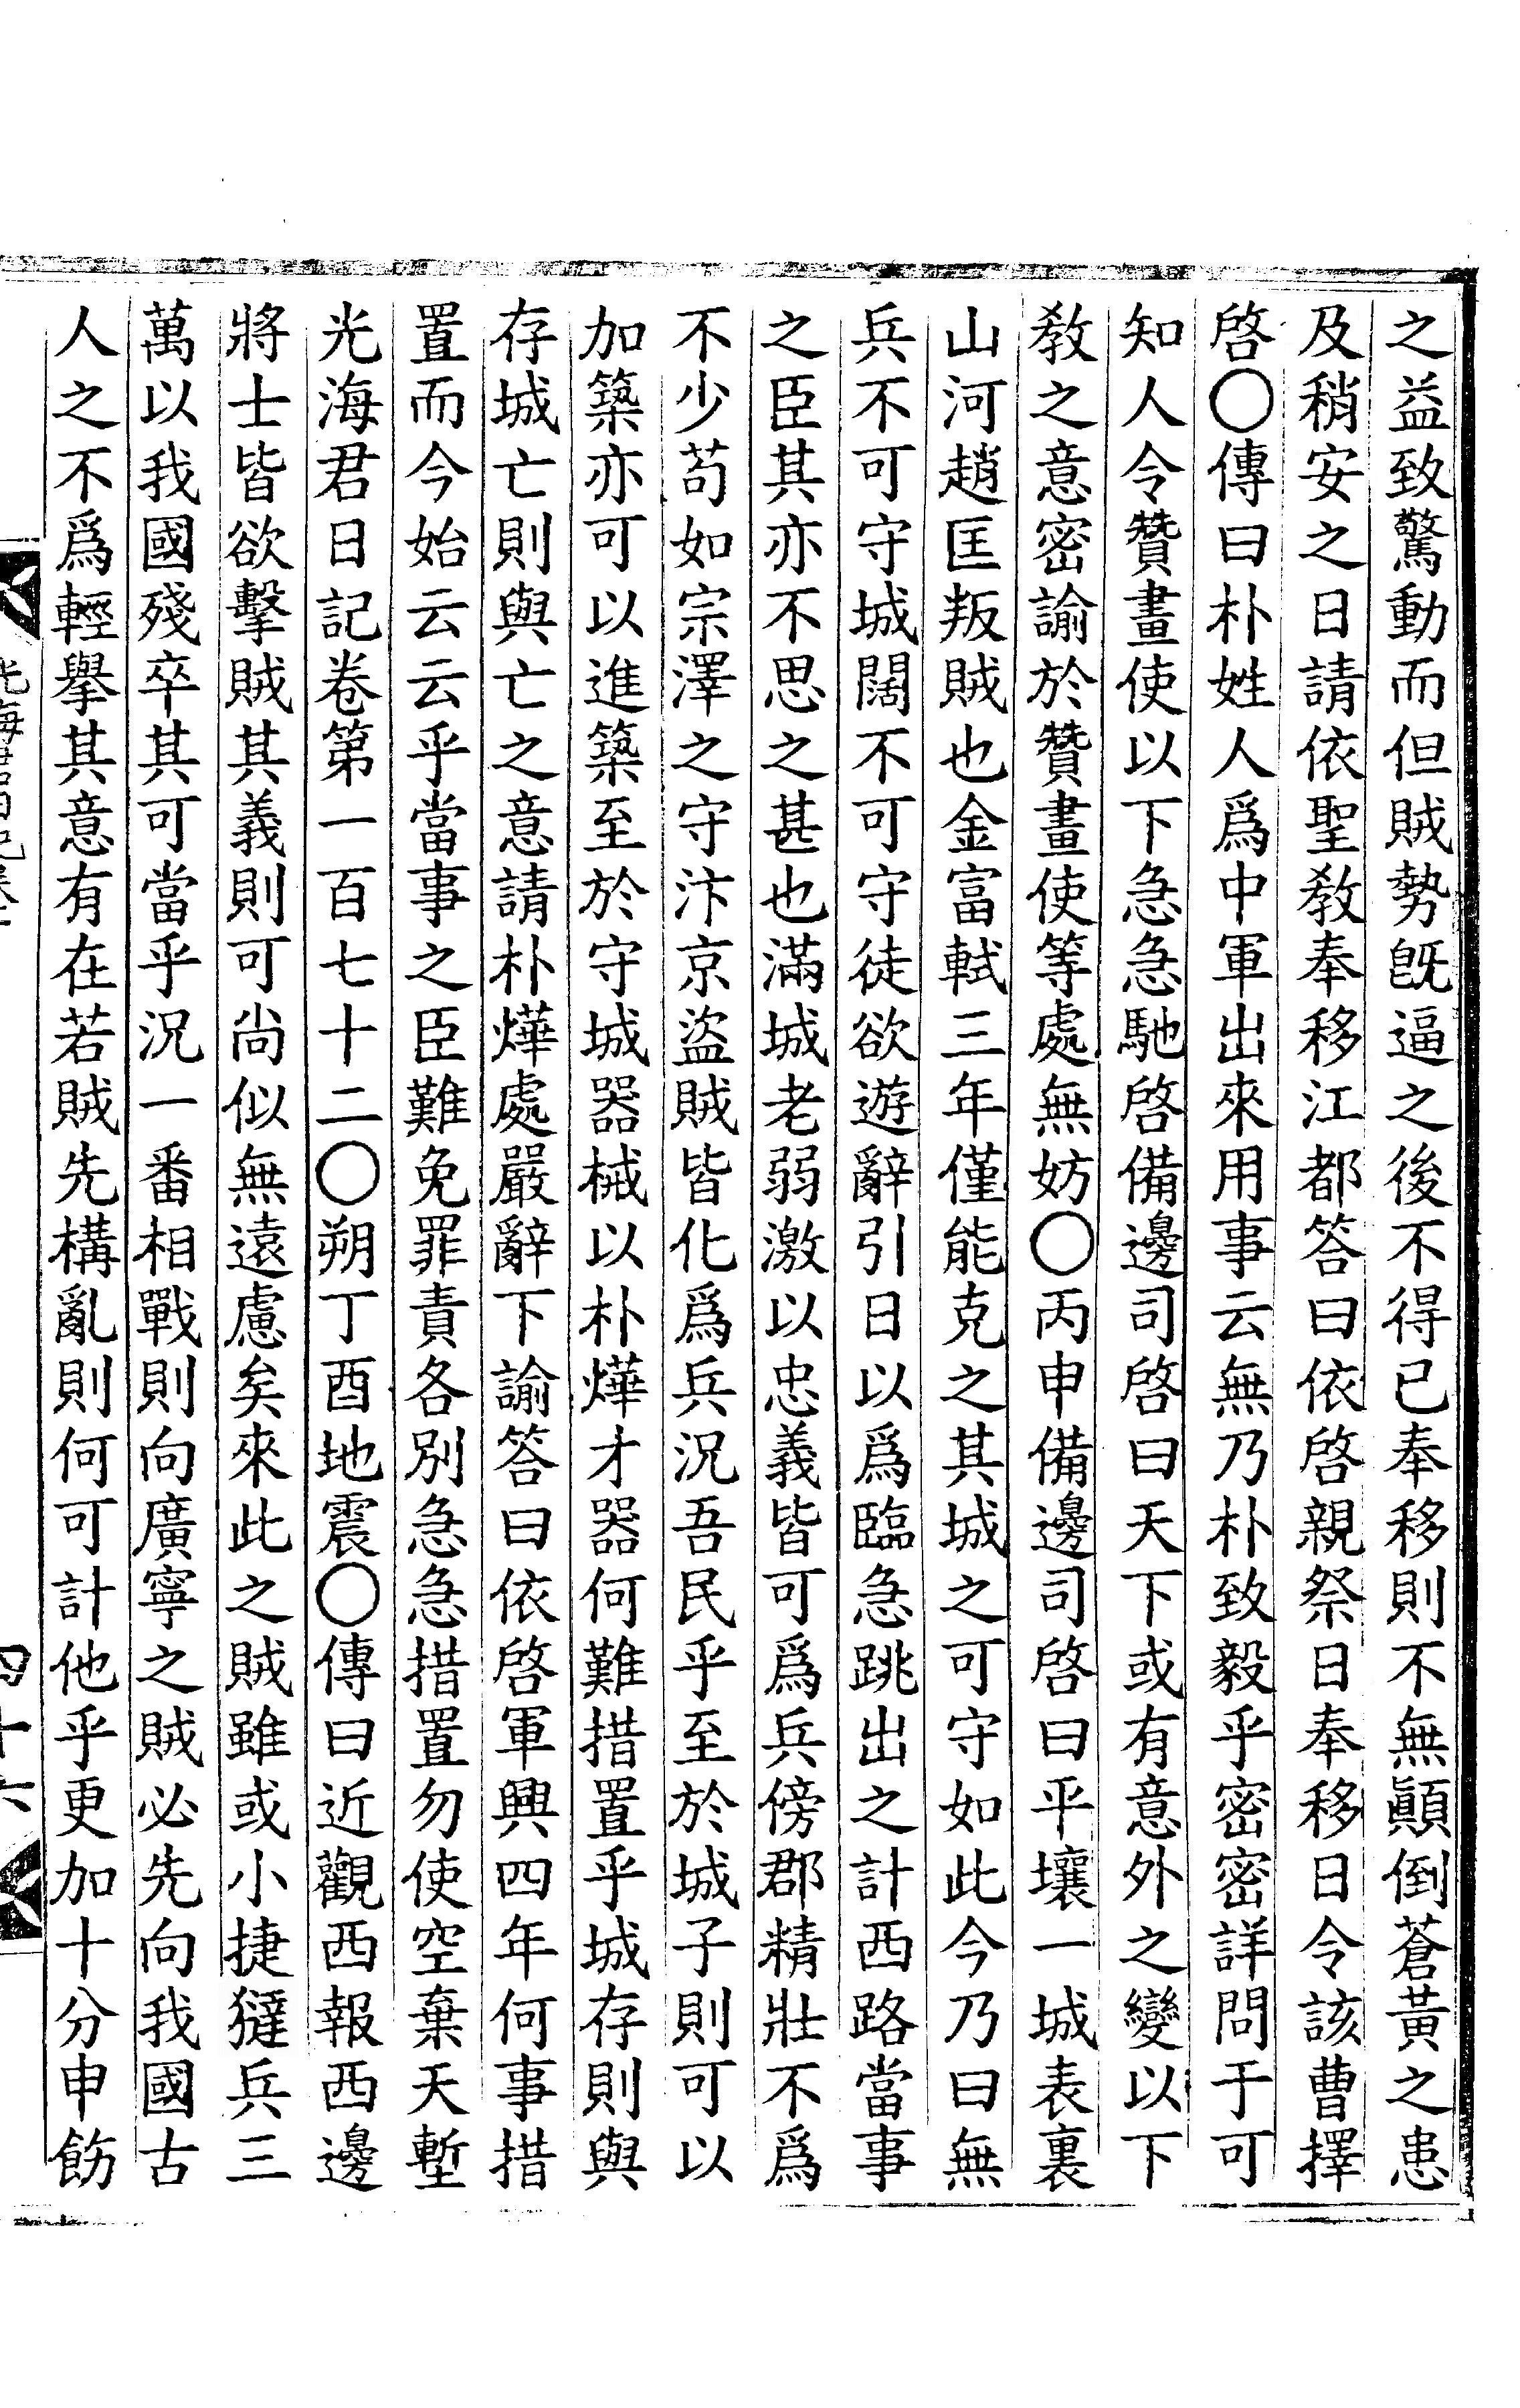 之益致驚動而但賊勢旣逼之後不得已奉移則不無顚倒蒼黃之患
及稍安之日請依聖敎奉移江都答曰依啓親祭日奉移日令該曹擇
啓○傳曰朴姓人爲中軍出來用事云無乃朴致毅乎密密詳問于可
知人令贊畫使以下急急馳啓備邊司啓曰天下或有意外之變以下
敎之意密諭於贊畫使等處無妨○丙申備邊司啓曰平壤一城表裏
山河趙匡叛賊也金富軾三年僅能克之其城之可守如此今乃曰無
兵不可守城闊不可守徒欲遊辭引日以爲臨急跳出之計西路當事
之臣其亦不思之甚也滿城老弱激以忠義皆可爲兵傍郡精壯不爲
不少苟如宗澤之守汴京盜賊皆化爲兵況吾民乎至於城子則可以
加築亦可以進築至於守城器械以朴燁才器何難措置乎城存則與
存城亡則與亡之意請朴燁處嚴辭下諭答曰依啓軍興四年何事措
置而今始云云乎當事之臣難免罪責各別急急措置勿使空棄天塹
光海君日記卷第一百七十二○朔丁酉地震○傳曰近觀西報西邊
將士皆欲擊賊其義則可尙似無遠慮矣來此之賊雖或小捷㺚兵三
萬以我國殘卒其可當乎況一番相戰則向廣寧之賊必先向我國古
人之不爲輕擧其意有在若賊先構亂則何可計他乎更加十分申飭
光海君日記卷
四十六